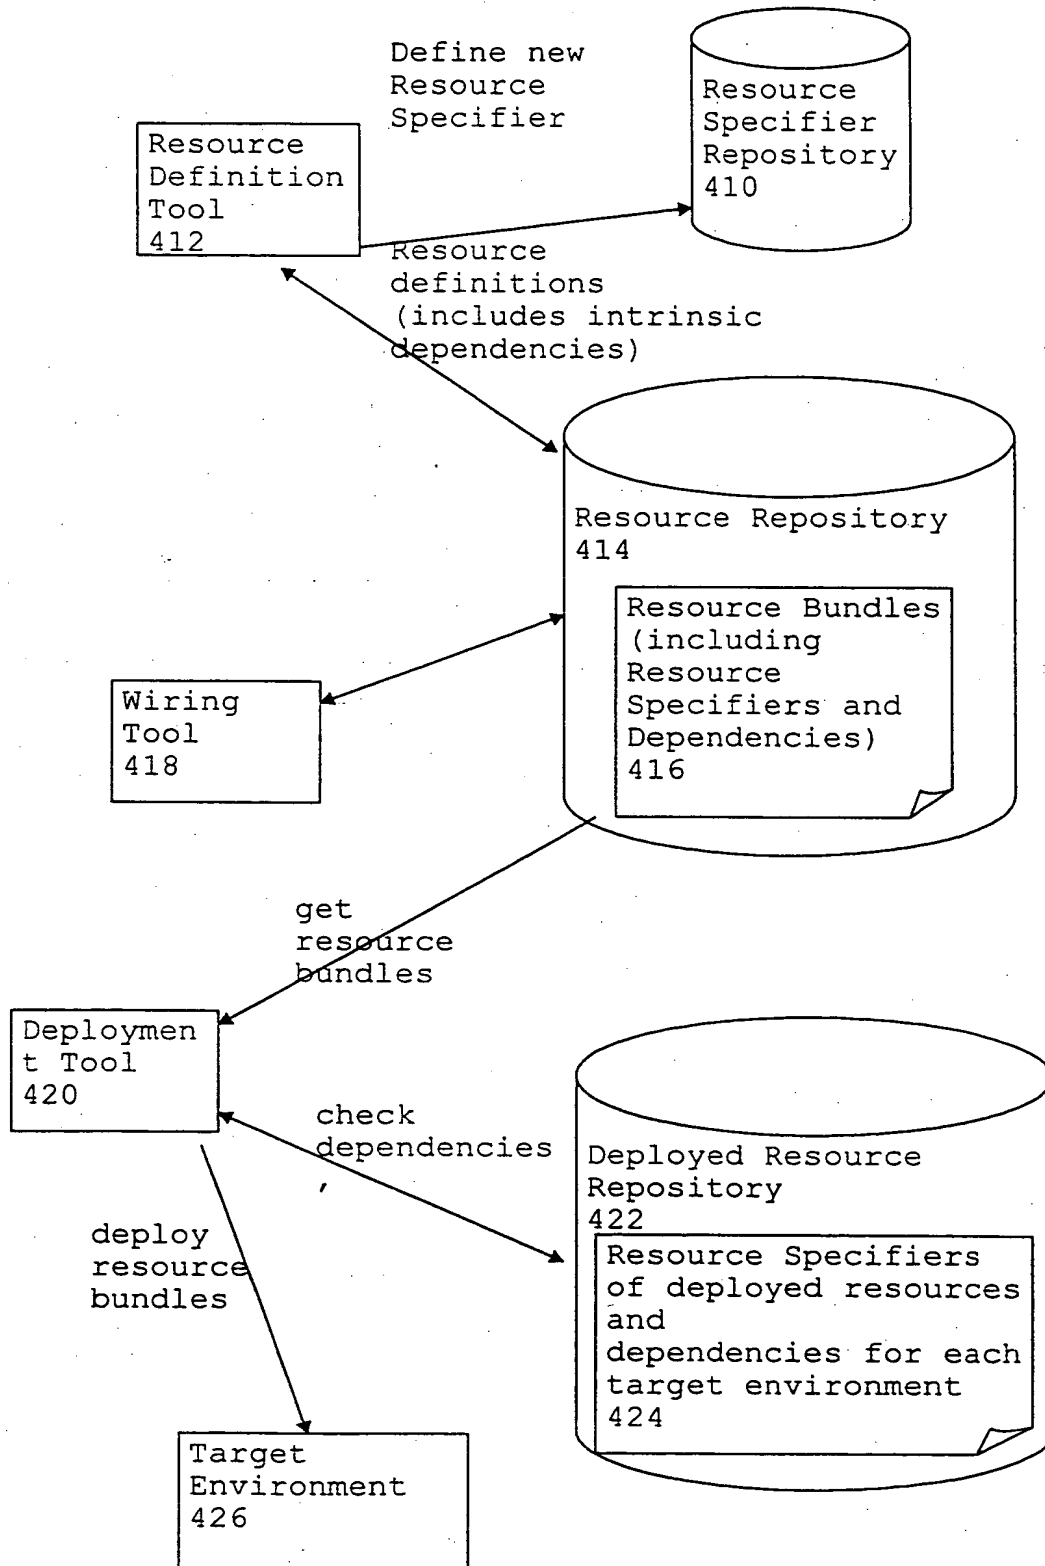 Define new
Resource
Specifier
Resource
Specifier
Repository
410
Resource
Definition
Tool
412
Resource
definitions
(includes intrinsic
dependencies)
Resource Repository
414
Resource Bundles
(including
Resource
Specifiers and
Dependencies)
416
Wiring
Tool
418
get
resource
bundles
Deploymen
t Tool
420
check
dependencies
,
Deployed Resource
Repository
422
Resource Specifiers
of deployed resources
and
dependencies for each
target environment
424
deploy
resource
bundles
Target
Environment
426